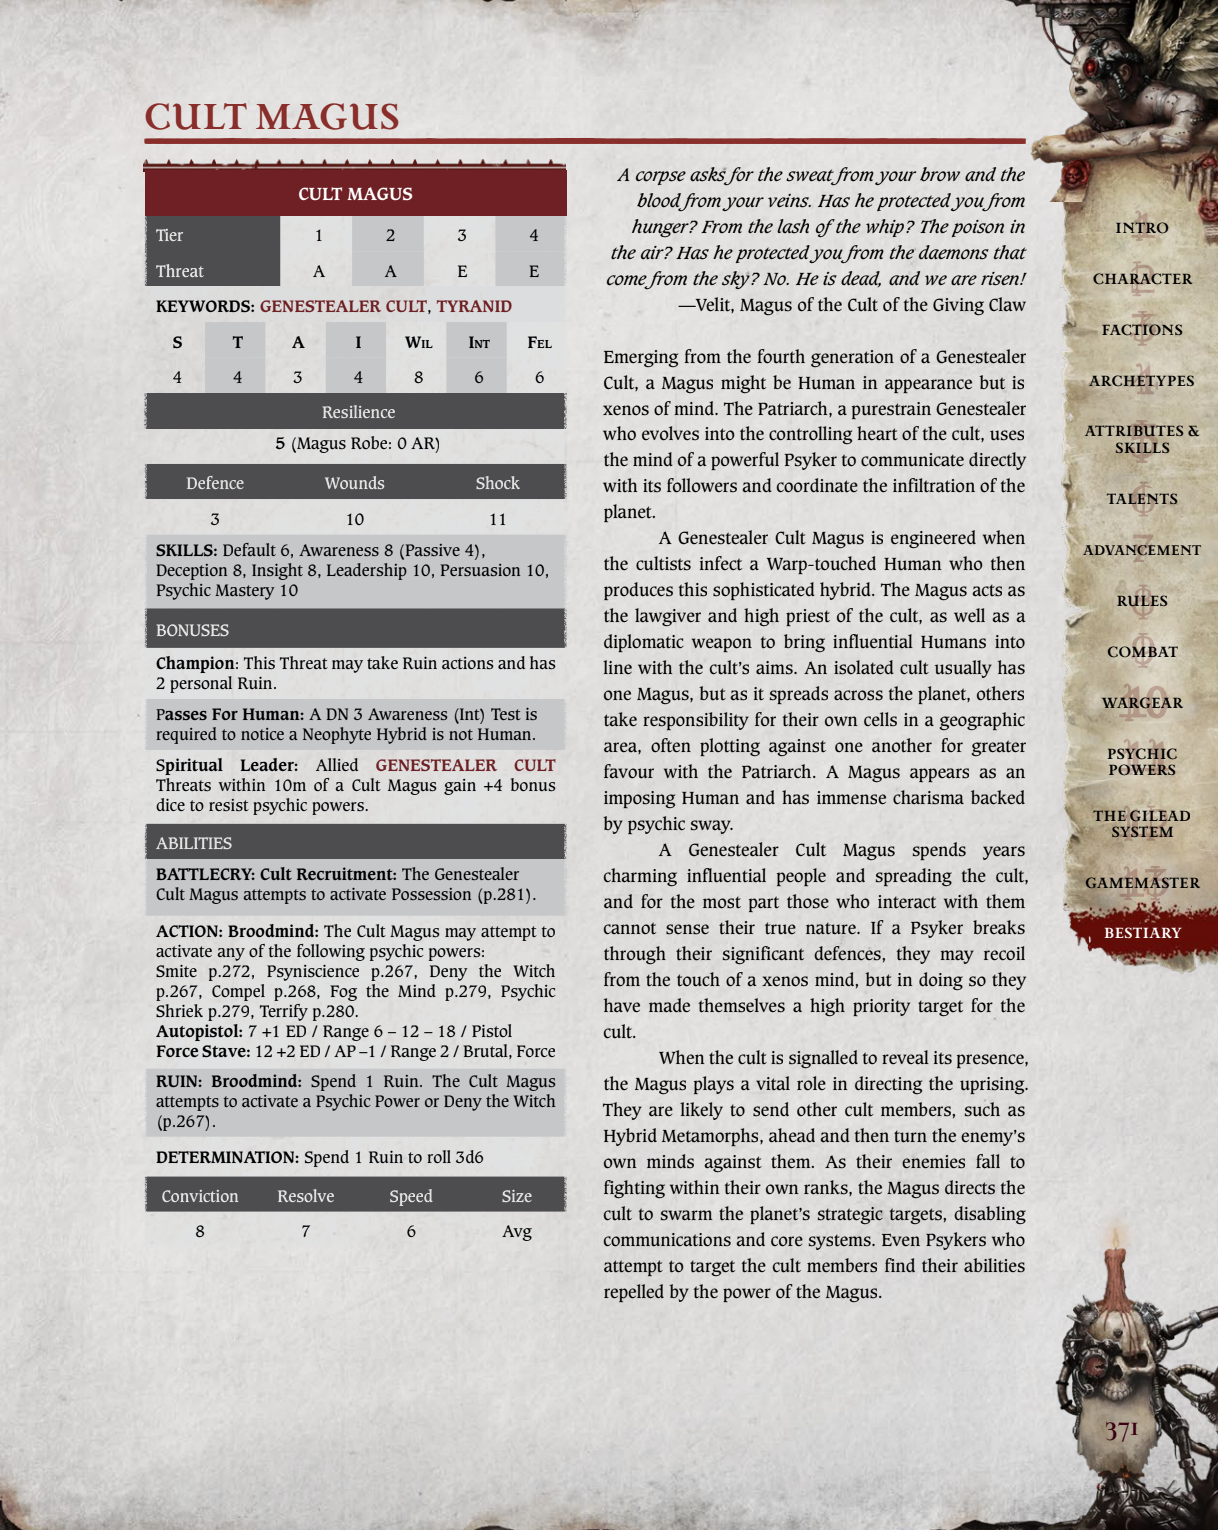 CULT MAGUS
CULT MAGUS
Tier 1 2 3 4
Threat A A E E
KEYWORDS: GENESTEALER CULT, TYRANID
S T A I WIL INT FEL
4 4 3 4 8 6 6
Resilience
5 (Magus Robe: 0 AR)
Defence Wounds Shock
3 10 11
SKILLS: Default 6, Awareness 8 (Passive 4),
Deception 8, Insight 8, Leadership 10, Persuasion 10,
Psychic Mastery 10
BONUSES
Champion: This Threat may take Ruin actions and has
2 personal Ruin.
Passes For Human: A DN 3 Awareness (Int) Test is
required to notice a Neophyte Hybrid is not Human.
Spiritual Leader: Allied GENESTEALER CULT
Threats within 10m of a Cult Magus gain +4 bonus
dice to resist psychic powers.
ABILITIES
BATTLECRY: Cult Recruitment: The Genestealer
Cult Magus attempts to activate Possession (p.281).
ACTION: Broodmind: The Cult Magus may attempt to
activate any of the following psychic powers:
Smite p.272, Psyniscience p.267, Deny the Witch
p.267, Compel p.268, Fog the Mind p.279, Psychic
Shriek p.279, Terrify p.280.
Autopistol: 7 +1 ED / Range 6 – 12 – 18 / Pistol
Force Stave: 12 +2 ED / AP –1 / Range 2 / Brutal, Force
RUIN: Broodmind: Spend 1 Ruin. The Cult Magus
attempts to activate a Psychic Power or Deny the Witch
(p.267).
DETERMINATION: Spend 1 Ruin to roll 3d6
Conviction Resolve Speed Size
8 7 6 Avg
A corpse asks for the sweat from your brow and the
blood from your veins. Has he protected you from
hunger? From the lash of the whip? The poison in
the air? Has he protected you from the daemons that
come from the sky? No. He is dead, and we are risen!
—Velit, Magus of the Cult of the Giving Claw
Emerging from the fourth generation of a Genestealer
Cult, a Magus might be Human in appearance but is
xenos of mind. The Patriarch, a purestrain Genestealer
who evolves into the controlling heart of the cult, uses
the mind of a powerful Psyker to communicate directly
with its followers and coordinate the infiltration of the
planet.
A Genestealer Cult Magus is engineered when
the cultists infect a Warp-touched Human who then
produces this sophisticated hybrid. The Magus acts as
the lawgiver and high priest of the cult, as well as a
diplomatic weapon to bring influential Humans into
line with the cult's aims. An isolated cult usually has
one Magus, but as it spreads across the planet, others
take responsibility for their own cells in a geographic
area, often plotting against one another for greater
favour with the Patriarch. A Magus appears as an
imposing Human and has immense charisma backed
by psychic sway.
A Genestealer Cult Magus spends years
charming influential people and spreading the cult,
and for the most part those who interact with them
cannot sense their true nature. If a Psyker breaks
through their significant defences, they may recoil
from the touch of a xenos mind, but in doing so they
have made themselves a high priority target for the
cult.
When the cult is signalled to reveal its presence,
the Magus plays a vital role in directing the uprising.
They are likely to send other cult members, such as
Hybrid Metamorphs, ahead and then turn the enemy's
own minds against them. As their enemies fall to
fighting within their own ranks, the Magus directs the
cult to swarm the planet's strategic targets, disabling
communications and core systems. Even Psykers who
attempt to target the cult members find their abilities
repelled by the power of the Magus.
INTRO
CHARACTER
FACTIONS
ARCHETYPES
ATTRIBUTES &
SKILLS
TALENTS
ADVANCEMENT
RULES
COMBAT
WARGEAR
PSYCHIC
POWERS
THE GILEAD
SYSTEM
GAMEMASTER
BESTIARY
371